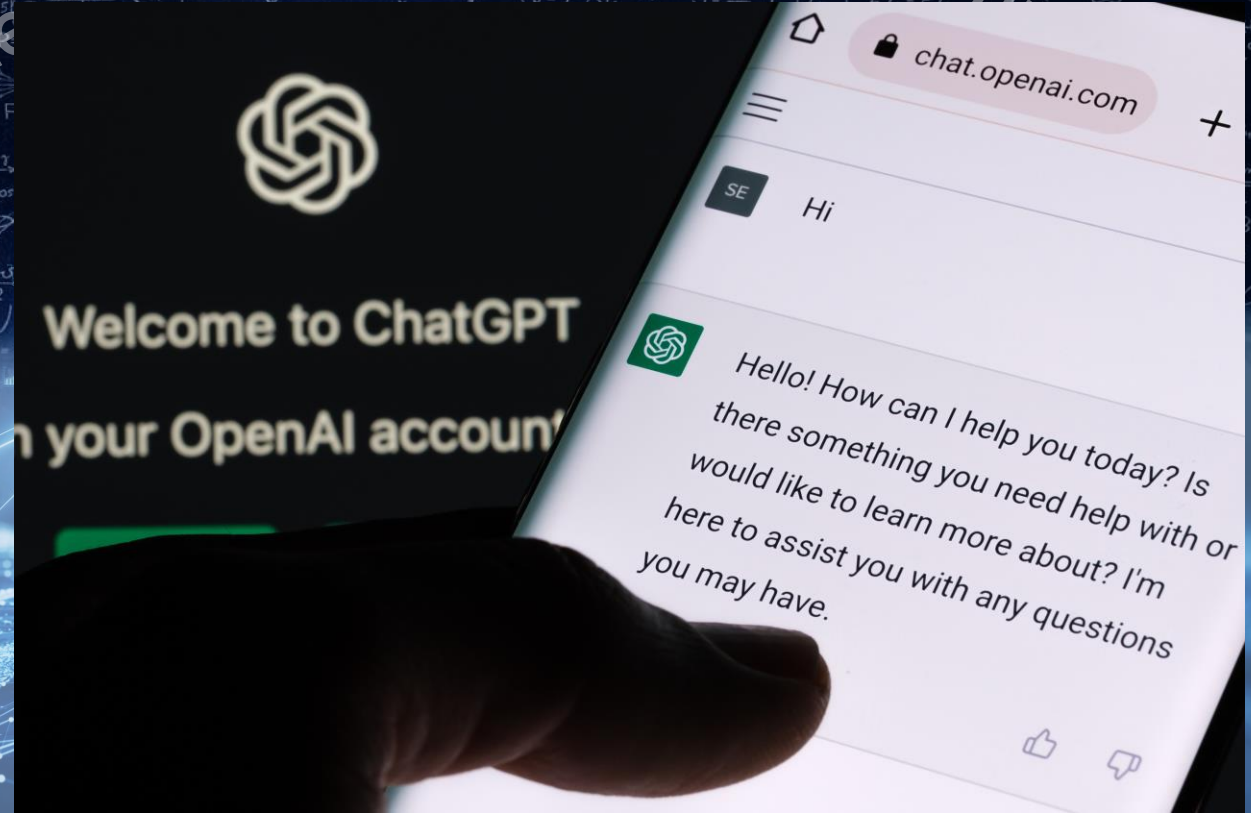 Welcome to ChatGPT
your OpenAI account
chat.openai.com
SE
Hi
Hello! How can I help you today? Is
there something you need help with or
would like to learn more about? I'm
here to assist you with any questions
you may have.